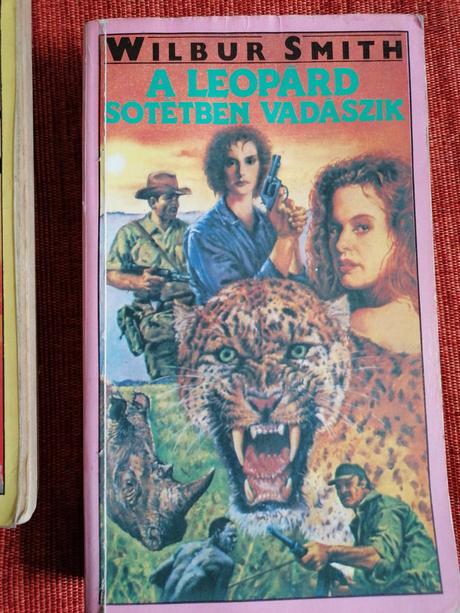 WILBUR SMITH
A LEOPÁRD
SÖTÉTBEN VADÁSZIK